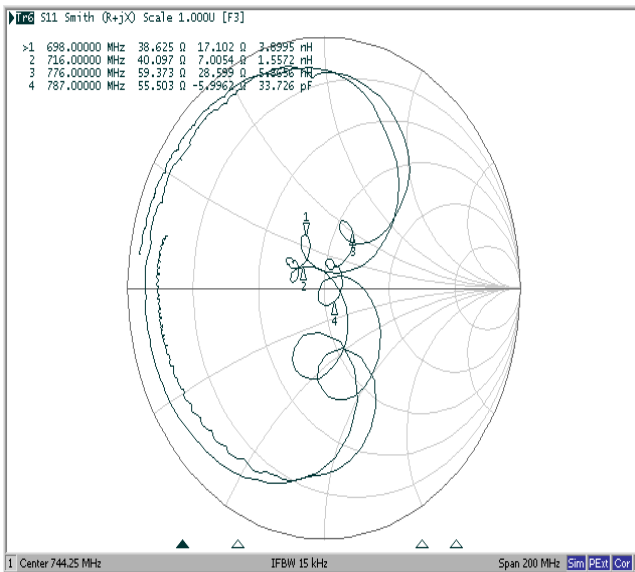 Tr6 S11 Smith (R+jX) Scale 1.000U [F3]
>1 698.00000 MHz 38.625 Ω 17.102 Ω 3.8995 nH
2 716.00000 MHz 40.097 Ω 7.0054 Ω 1.5572 nH
3 776.00000 MHz 59.373 Ω 28.599 Ω
4 787.00000 MHz 55.503 Ω -5.9962 Ω 33.726 pF
1
3
2
4
1 Center 744.25 MHz IFBW 15 kHz Span 200 MHz Sim PExt Cor